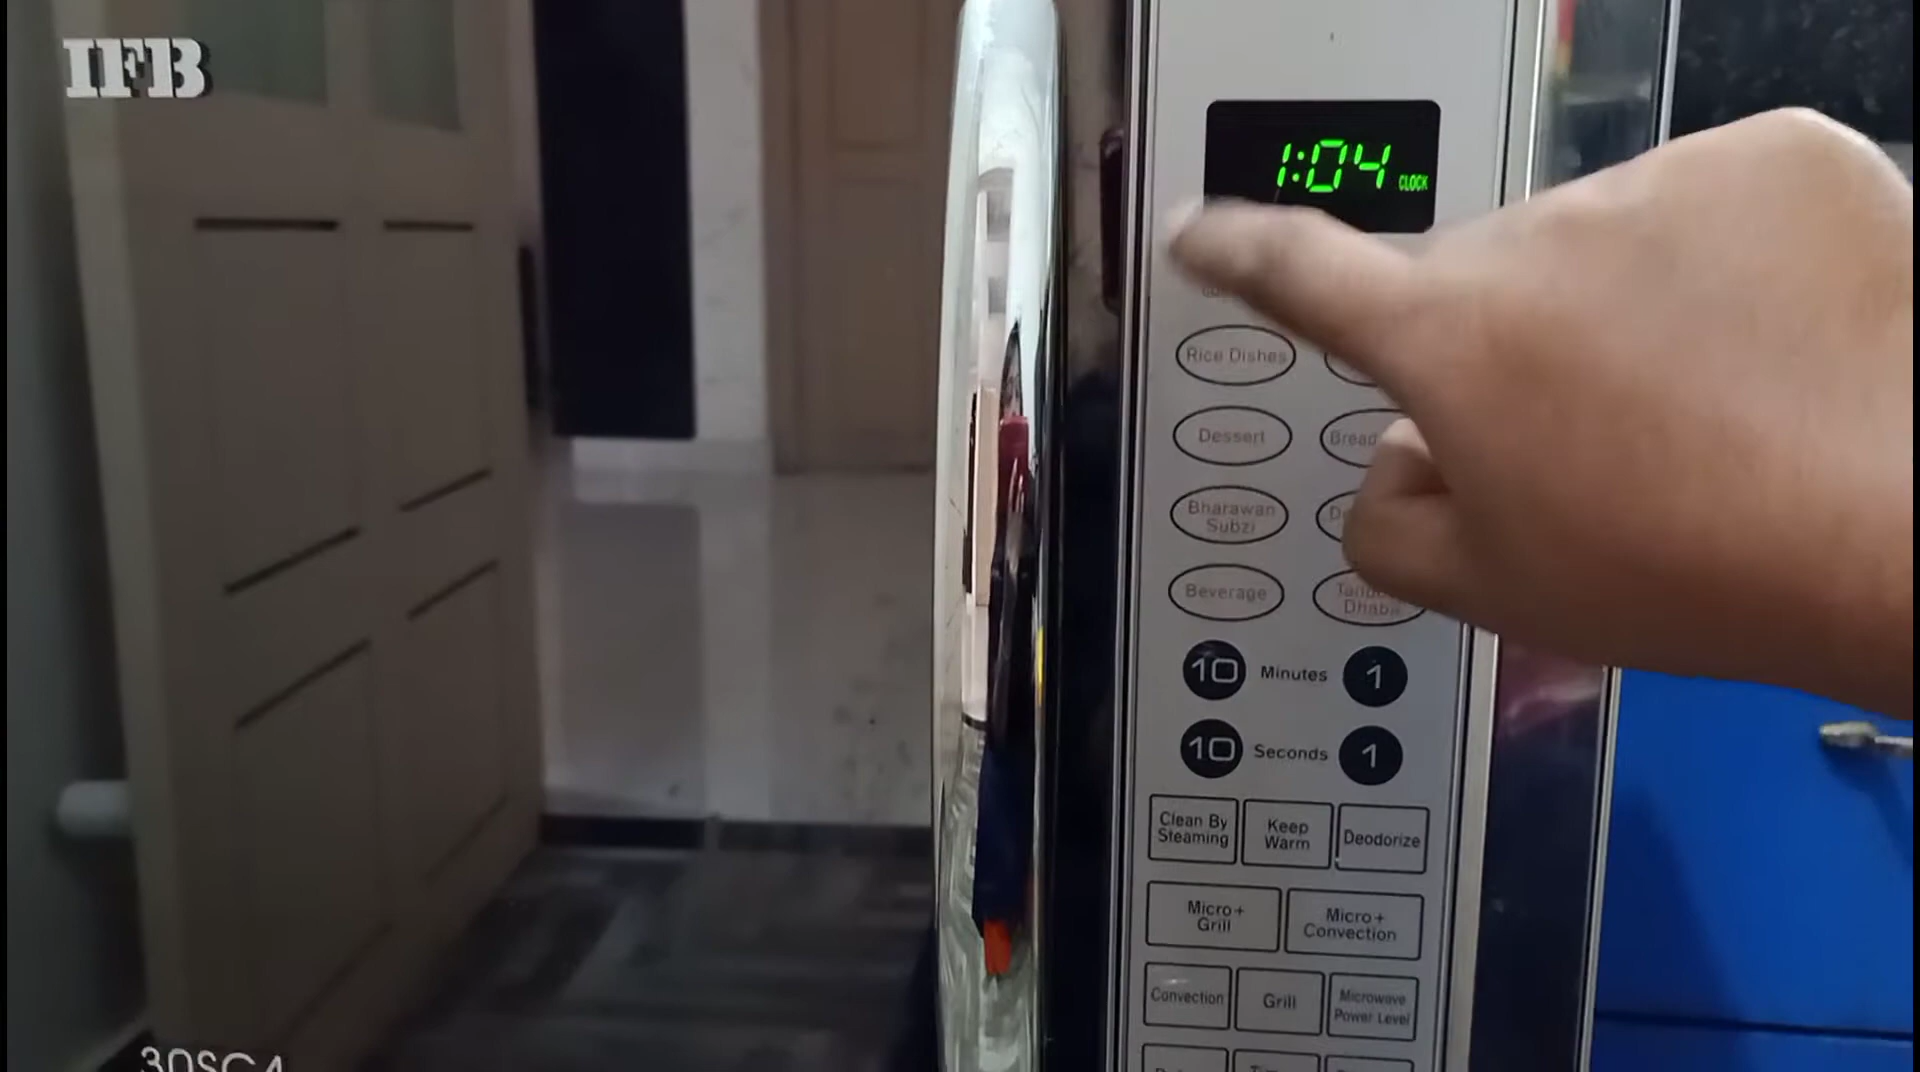 IFB
1:04 CLOCK
Rice Dishes
Dessert
Bharawan
Subzi
Beverage
Dhaba
10 Minutes 1
10 Seconds 1
Clean By
Steaming
Keep
Warm
Deodorize
Micro+
Grill
Micro+
Convection
Convection
Grill
Microwave
Power Level
30SC4